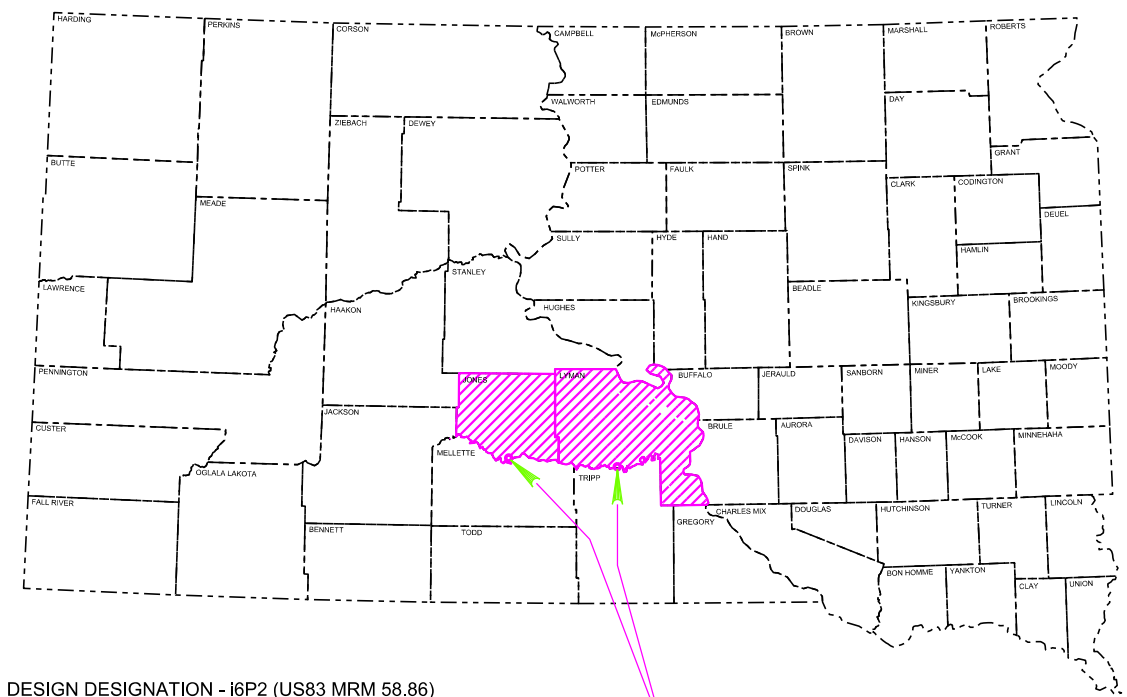 HARDING
PERKINS
CORSON
CAMPBELL
McPHERSON
BROWN
MARSHALL
ROBERTS
WALWORTH
EDMUNDS
DAY
ZIEBACH
DEWEY
GRANT
BUTTE
POTTER
FAULK
SPINK
CLARK
CODINGTON
MEADE
DEUEL
SULLY
HYDE
HAND
HAMLIN
STANLEY
LAWRENCE
BEADLE
HAAKON
HUGHES
KINGSBURY
BROOKINGS
PENNINGTON
JONES
LYMAN
BUFFALO
JERAULD
SANBORN
MINER
LAKE
MOODY
JACKSON
CUSTER
BRULE
AURORA
DAVISON
HANSON
McCOOK
MINNEHAHA
MELLETTE
OGLALA LAKOTA
TRIPP
FALL RIVER
CHARLES MIX
DOUGLAS
HUTCHINSON
TURNER
LINCOLN
GREGORY
BENNETT
TODD
BON HOMME
YANKTON
CLAY
UNION
DESIGN DESIGNATION - i6P2 (US83 MRM 58.86)